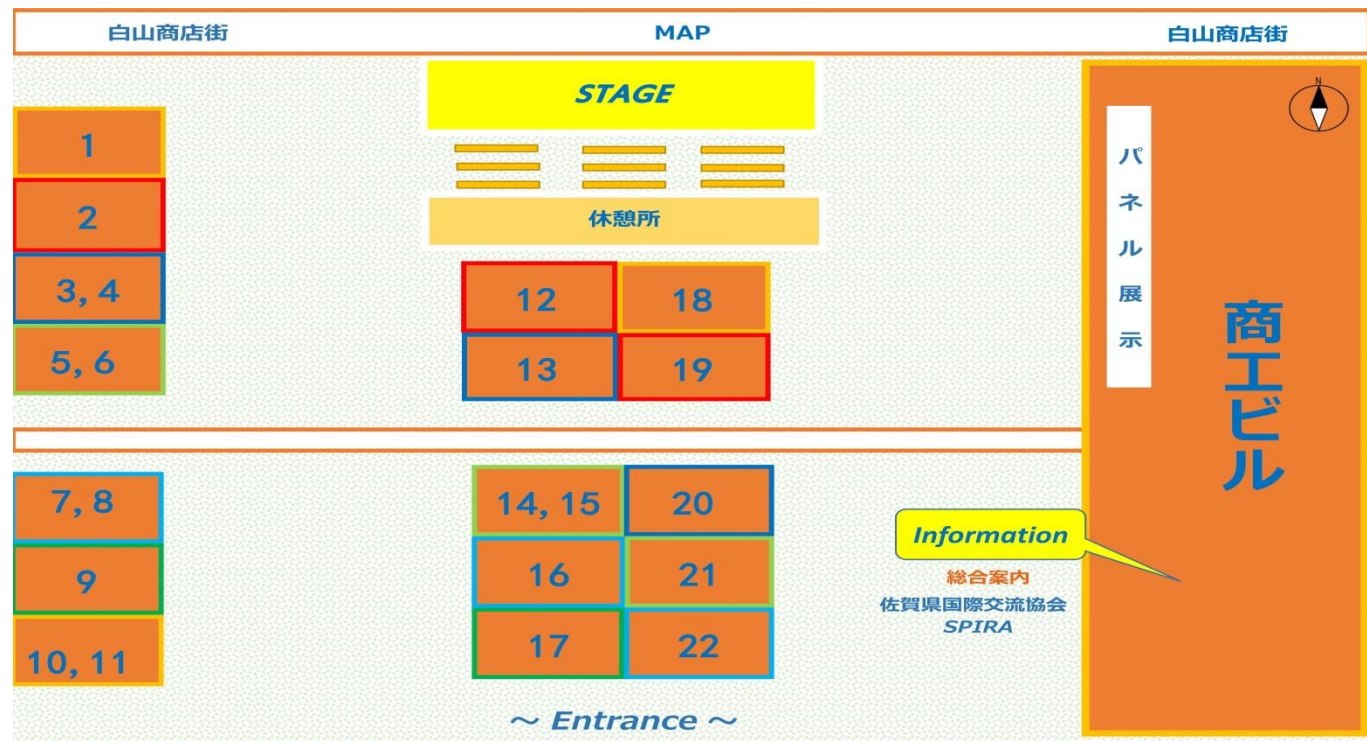 白山商店街 MAP 白山商店街
STAGE
休憩所
1
2
3, 4
5, 6
12 18
13 19
7, 8
9
10, 11
14, 15 20
16 21
17 22
～ Entrance ～
Information
総合案内
佐賀県国際交流協会
SPIRA
パネル展示
商工ビル
N